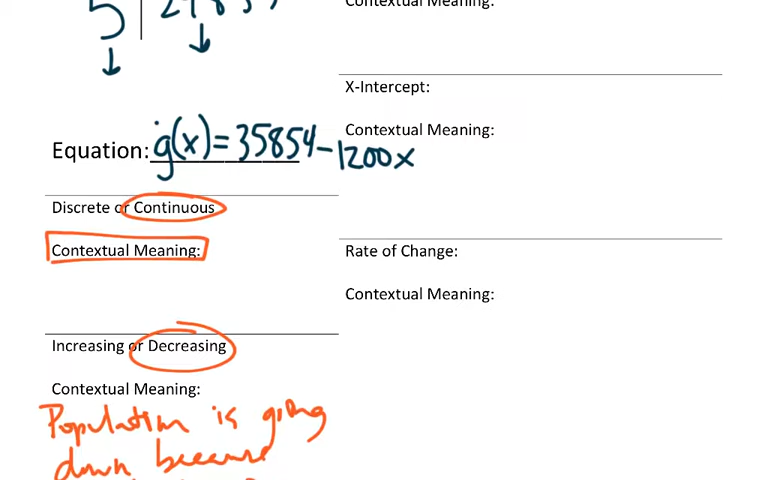 Contextual Meaning:
5
X-Intercept:
Contextual Meaning:
Equation: g(x) = 35854 - 1200x
Discrete or Continuous
Contextual Meaning:
Rate of Change:
Contextual Meaning:
Increasing or Decreasing
Contextual Meaning:
Population is going
down because